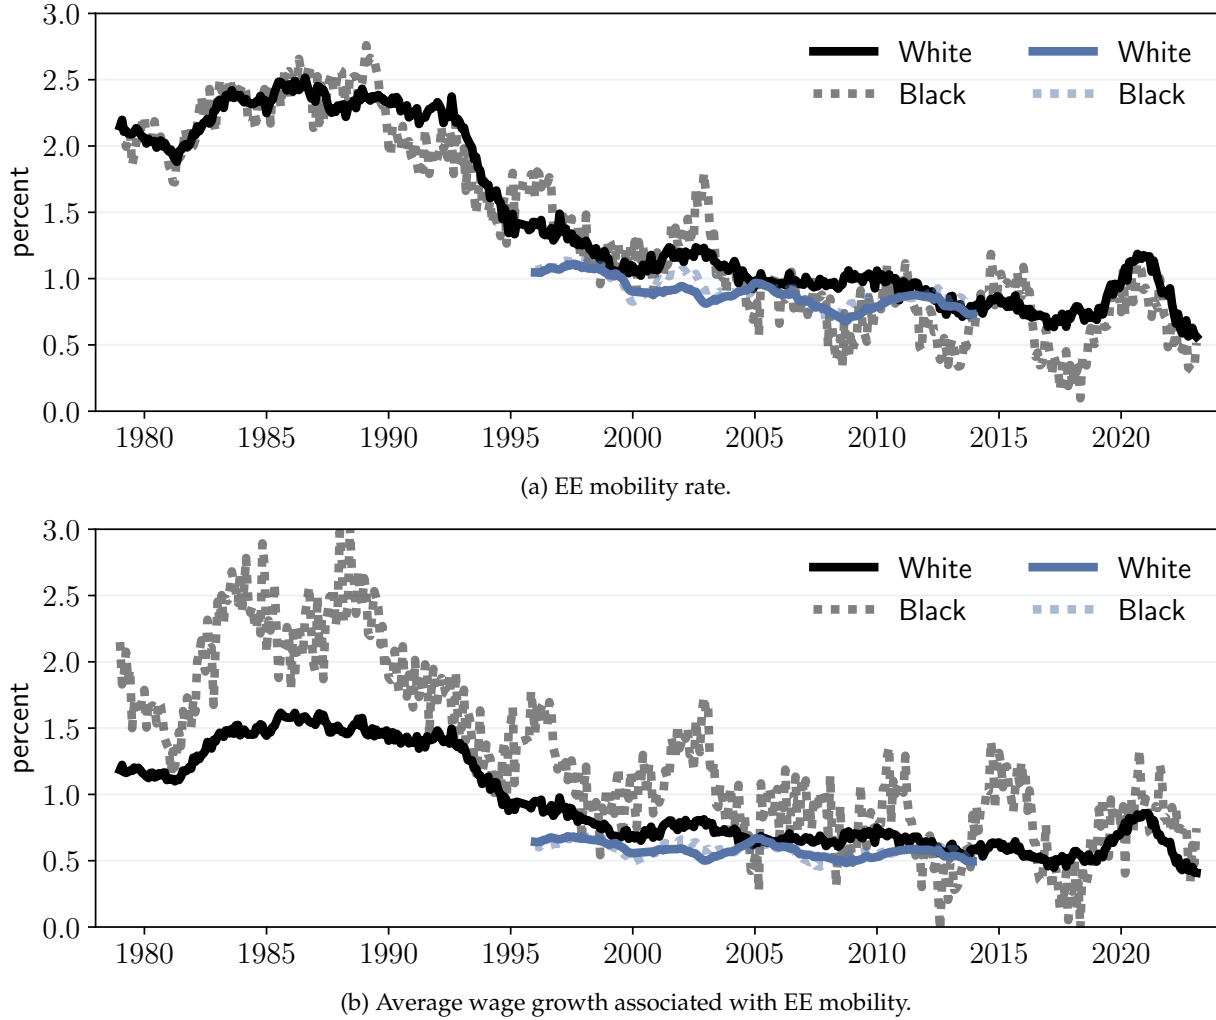 3.0
2.5
2.0
1.5
1.0
0.5
0.0
percent
White White
Black Black
1980 1985 1990 1995 2000 2005 2010 2015 2020
(a) EE mobility rate.
3.0
2.5
2.0
1.5
1.0
0.5
0.0
percent
White White
Black Black
1980 1985 1990 1995 2000 2005 2010 2015 2020
(b) Average wage growth associated with EE mobility.